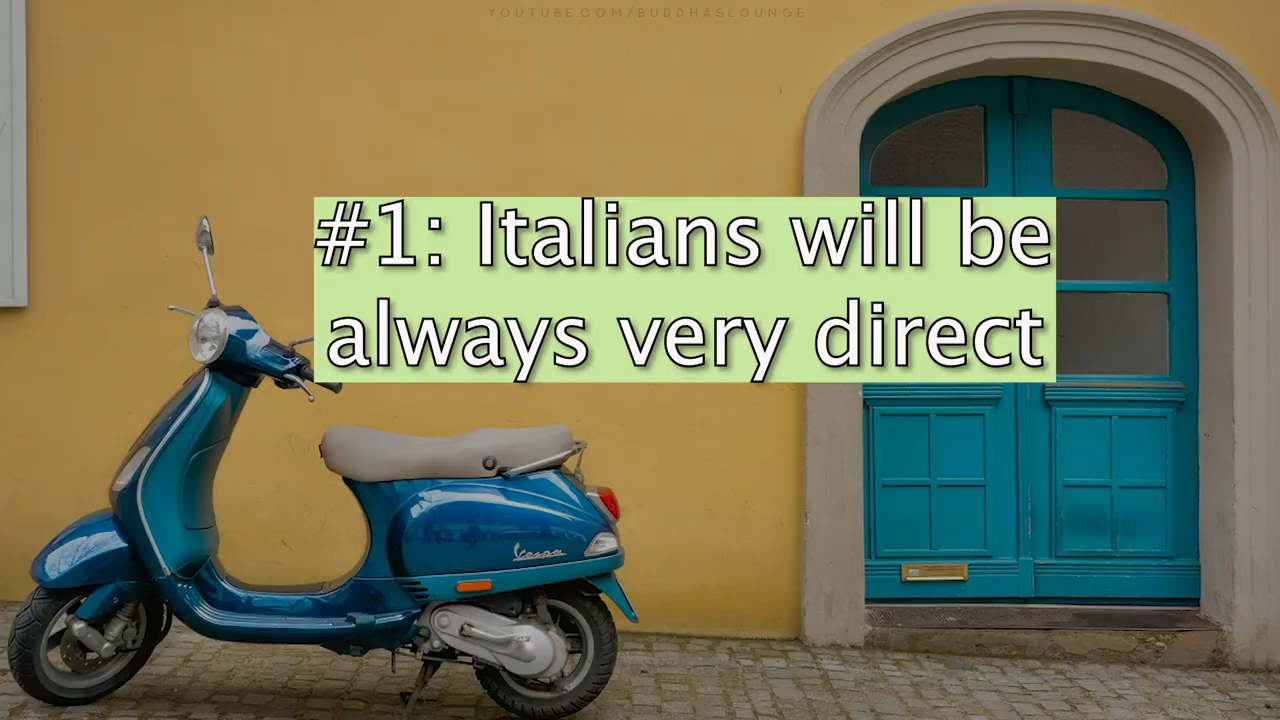 YOUTUBE.COM/BUDDHASLOUNGE
#1: Italians will be
always very direct
Vespa